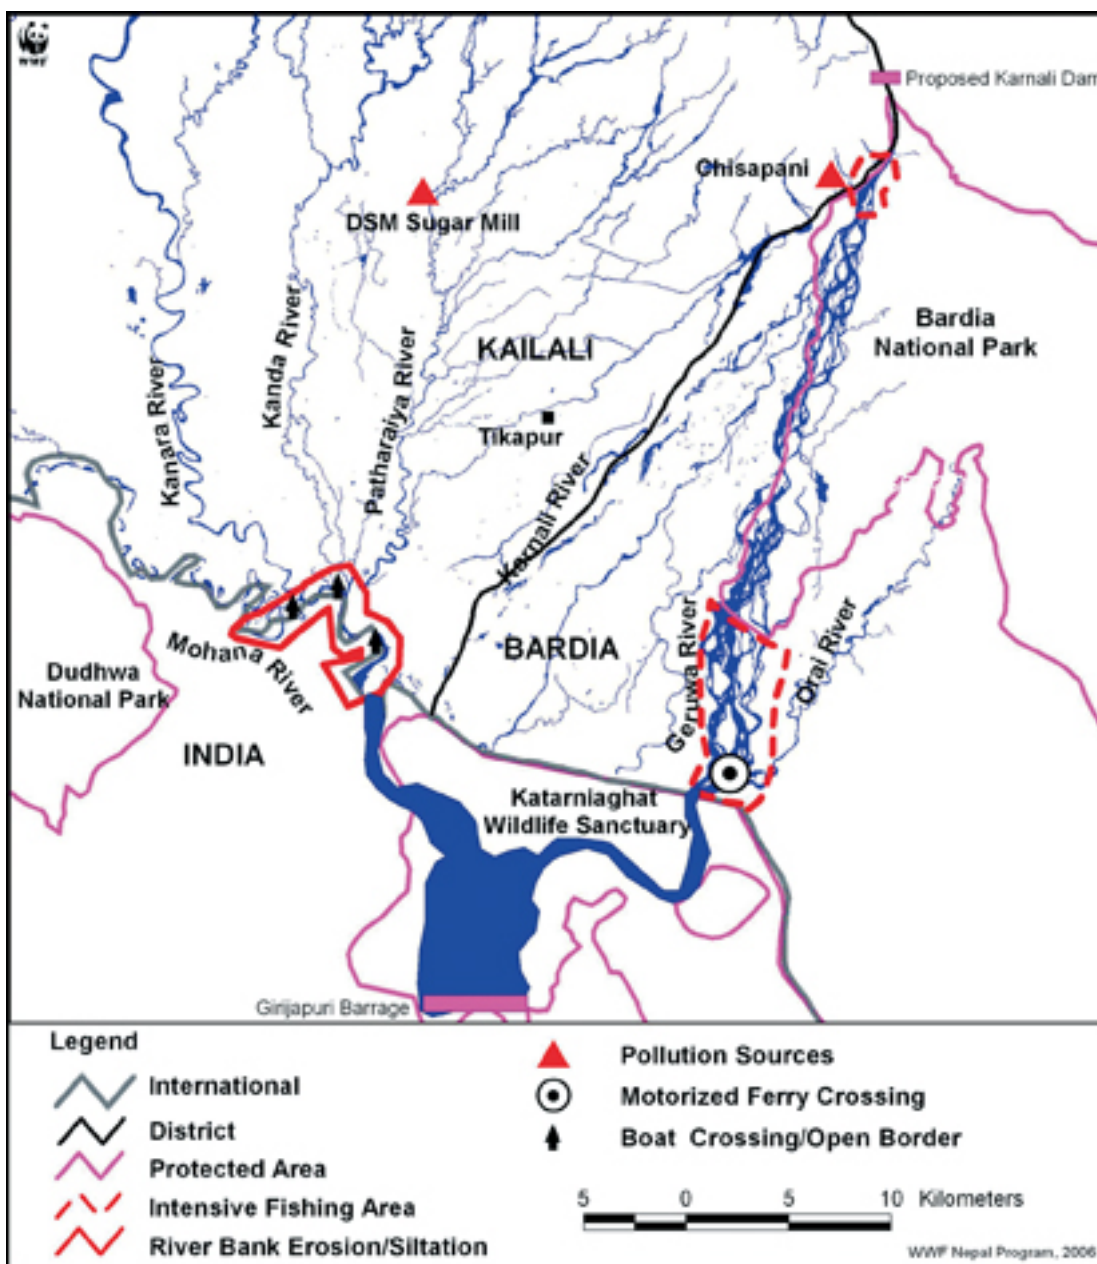 WWF
Proposed Karnali Dam
Chisapani
DSM Sugar Mill
Bardia
National Park
KAILALI
Kanara River
Kanda River
Patharaiya River
Tikapur
Karnali River
Geruwa River
Orai River
BARDIA
Mohana River
Dudhwa
National Park
INDIA
Katarniaghat
Wildlife Sanctuary
Girijapuri Barrage
Legend
International
District
Protected Area
Intensive Fishing Area
River Bank Erosion/Siltation
Pollution Sources
Motorized Ferry Crossing
Boat Crossing/Open Border
5 0 5 10 Kilometers
WWF Nepal Program, 2006